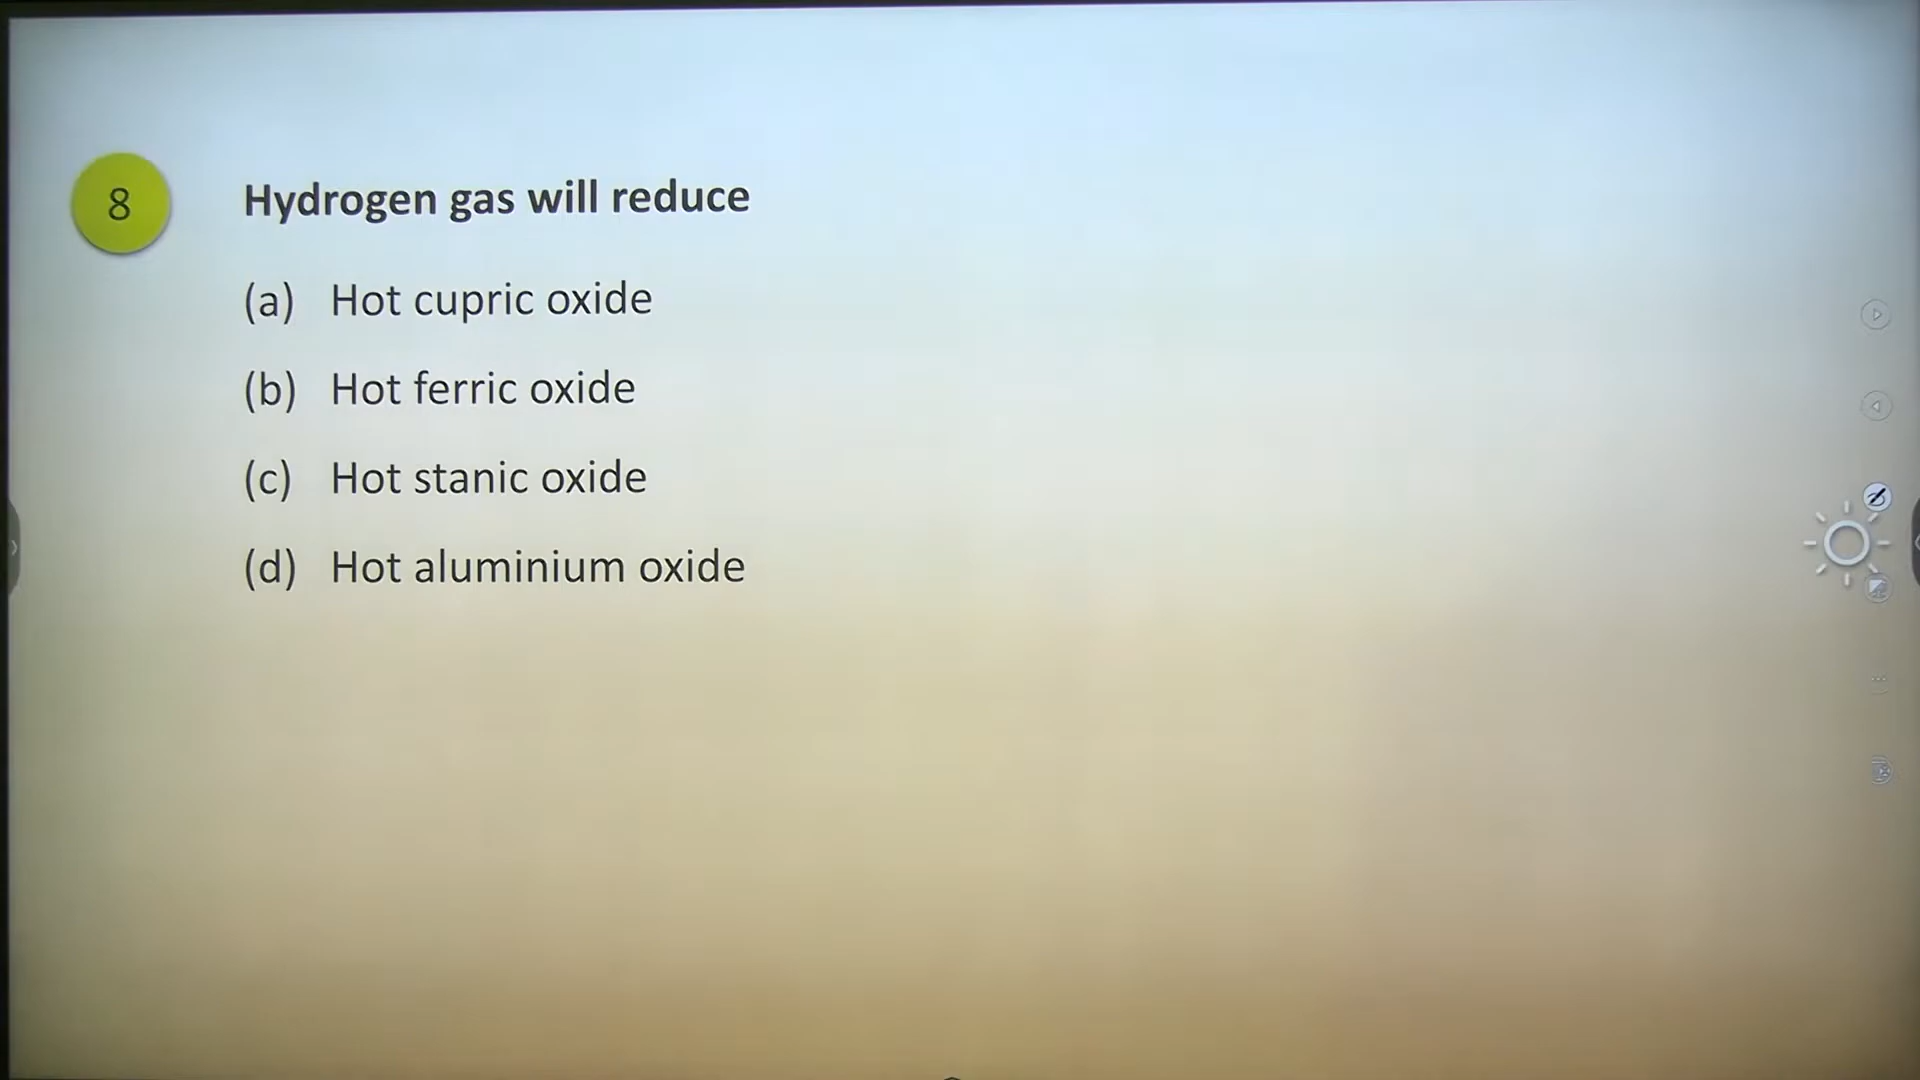 8
Hydrogen gas will reduce
(a) Hot cupric oxide
(b) Hot ferric oxide
(c) Hot stanic oxide
(d) Hot aluminium oxide